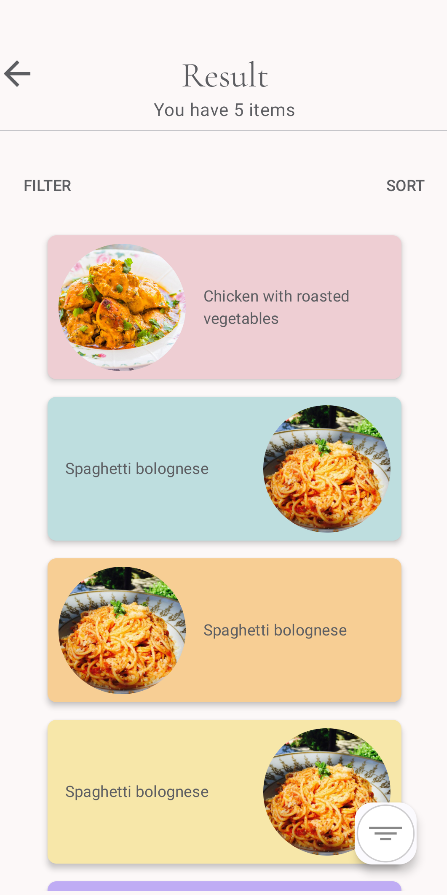 Result
You have 5 items
FILTER
SORT
Chicken with roasted
vegetables
Spaghetti bolognese
Spaghetti bolognese
Spaghetti bolognese